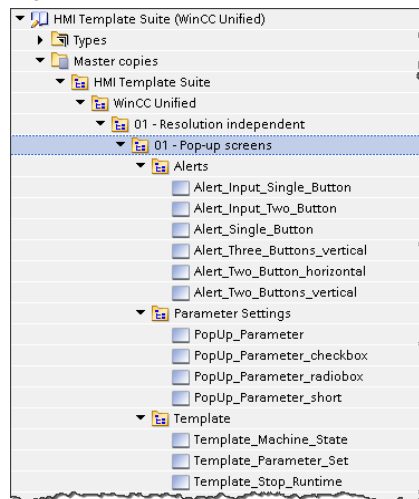 HMI Template Suite (WinCC Unified)
Types
Master copies
HMI Template Suite
WinCC Unified
01 - Resolution independent
01 - Pop-up screens
Alerts
Alert_Input_Single_Button
Alert_Input_Two_Button
Alert_Single_Button
Alert_Three_Buttons_vertical
Alert_Two_Button_horizontal
Alert_Two_Buttons_vertical
Parameter Settings
PopUp_Parameter
PopUp_Parameter_checkbox
PopUp_Parameter_radiobox
PopUp_Parameter_short
Template
Template_Machine_State
Template_Parameter_Set
Template_Stop_Runtime